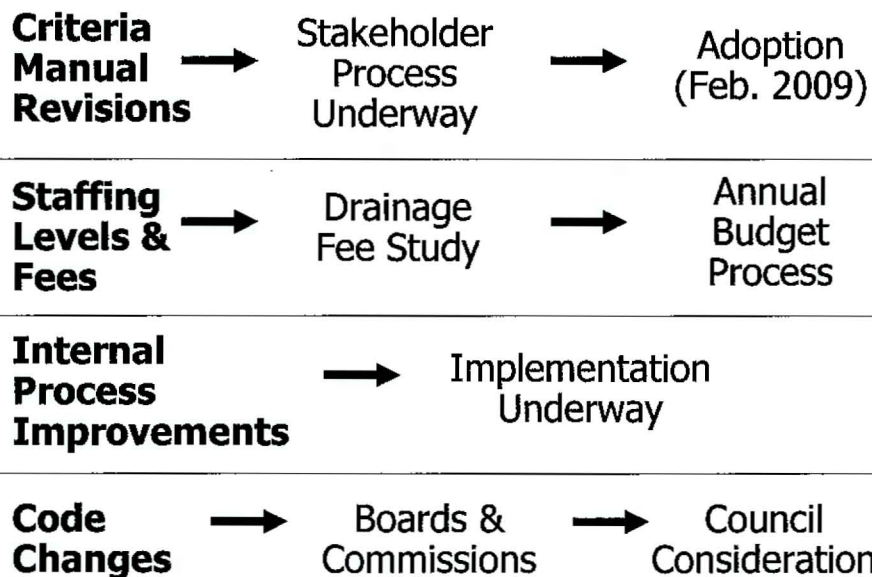 Criteria
Manual
Revisions
Stakeholder
Process
Underway
Adoption
(Feb. 2009)
Staffing
Levels &
Fees
Drainage
Fee Study
Annual
Budget
Process
Internal
Process
Improvements
Implementation
Underway
Code
Changes
Boards &
Commissions
Council
Consideration